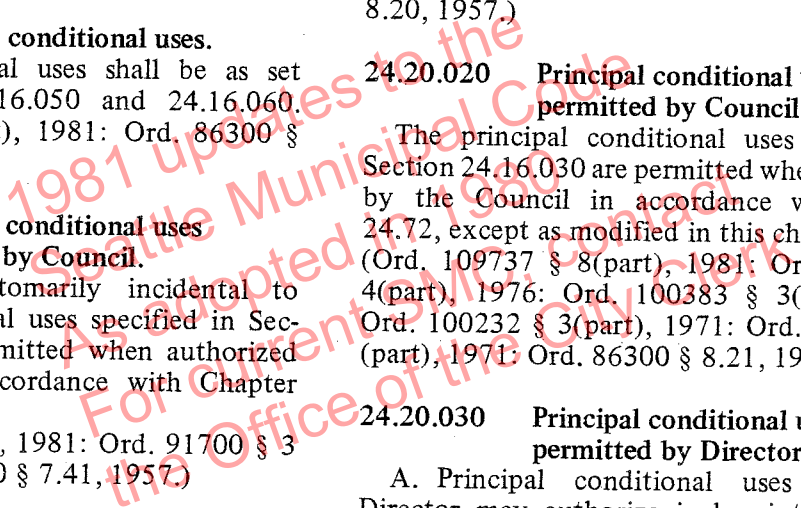 conditional uses.
al uses shall be as set
16.050 and 24.16.060.
), 1981: Ord. 86300 §
conditional uses
by Council.
tomarily incidental to
al uses specified in Sec-
mitted when authorized
cordance with Chapter
, 1981: Ord. 91700 § 3
0 § 7.41, 1957.)
8.20, 1957.)
24.20.020 Principal conditional
permitted by Council
The principal conditional uses
Section 24.16.030 are permitted whe
by the Council in accordance w
24.72, except as modified in this ch
(Ord. 109737 § 8(part), 1981: Or
4(part), 1976: Ord. 100383 § 3(
Ord. 100232 § 3(part), 1971: Ord.
(part), 1971: Ord. 86300 § 8.21, 19
24.20.030 Principal conditional u
permitted by Director
A. Principal conditional uses
1981 updates to the
Seattle Municipal Code
As adopted in 1980
For current SMC, contact
the Office of the City Clerk